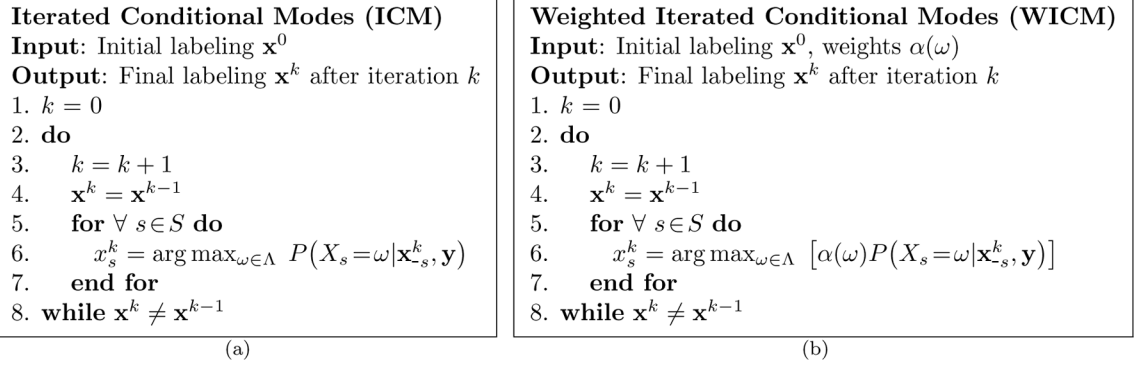 Iterated Conditional Modes (ICM)
Input: Initial labeling x⁰
Output: Final labeling xᵏ after iteration k
1. k = 0
2. do
3. k = k + 1
4. xᵏ = xᵏ⁻¹
5. for ∀ s∈S do
6. xₛᵏ = arg max_{ω∈Λ} P(Xₛ=ω|x₋ₛᵏ, y)
7. end for
8. while xᵏ ≠ xᵏ⁻¹
(a)
Weighted Iterated Conditional Modes (WICM)
Input: Initial labeling x⁰, weights α(ω)
Output: Final labeling xᵏ after iteration k
1. k = 0
2. do
3. k = k + 1
4. xᵏ = xᵏ⁻¹
5. for ∀ s∈S do
6. xₛᵏ = arg max_{ω∈Λ} [α(ω)P(Xₛ=ω|x₋ₛᵏ, y)]
7. end for
8. while xᵏ ≠ xᵏ⁻¹
(b)